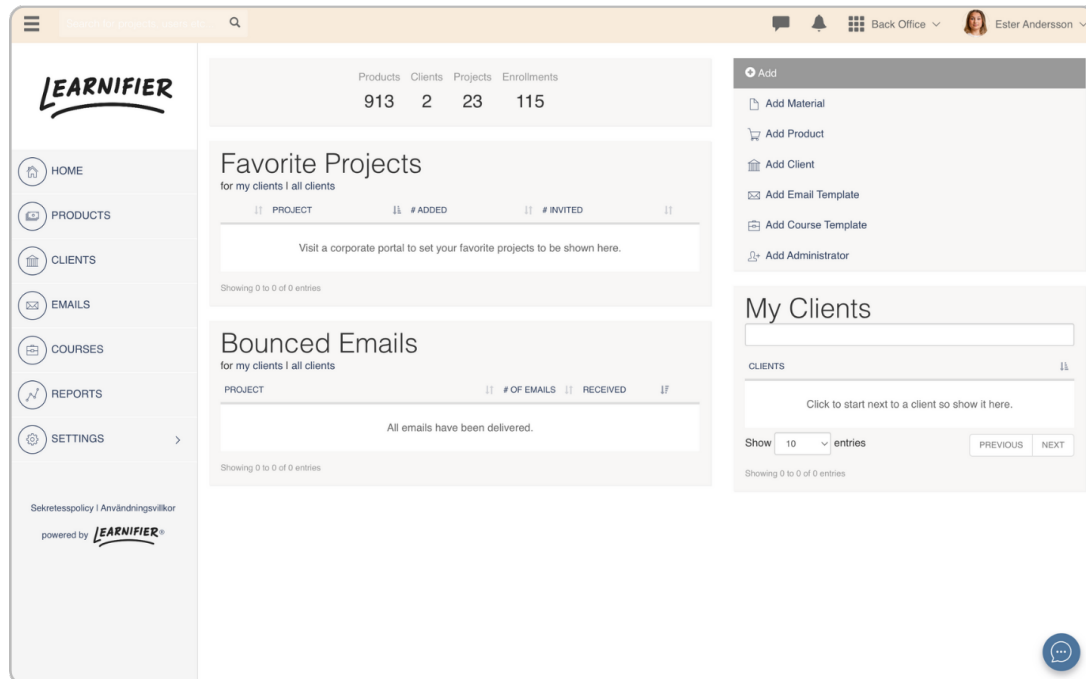 Back Office
Ester Andersson
LEARNIFIER
HOME
PRODUCTS
CLIENTS
EMAILS
COURSES
REPORTS
SETTINGS
Sekretesspolicy | Användningsvillkor
powered by LEARNIFIER®
Products Clients Projects Enrollments
913 2 23 115
Favorite Projects
for my clients | all clients
PROJECT # ADDED # INVITED
Visit a corporate portal to set your favorite projects to be shown here.
Showing 0 to 0 of 0 entries
Bounced Emails
for my clients | all clients
PROJECT # OF EMAILS RECEIVED
All emails have been delivered.
Showing 0 to 0 of 0 entries
Add
Add Material
Add Product
Add Client
Add Email Template
Add Course Template
Add Administrator
My Clients
CLIENTS
Click to start next to a client so show it here.
Show 10 entries PREVIOUS NEXT
Showing 0 to 0 of 0 entries